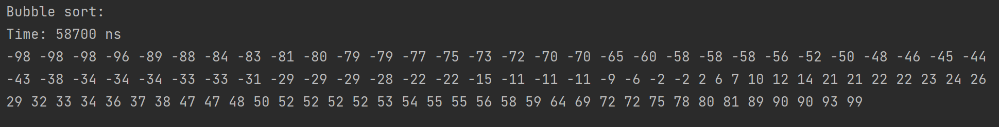 Bubble sort:
Time: 58700 ns
-98 -98 -98 -96 -89 -88 -84 -83 -81 -80 -79 -79 -77 -75 -73 -72 -70 -70 -65 -60 -58 -58 -58 -56 -52 -50 -48 -46 -45 -44
-43 -38 -34 -34 -34 -33 -33 -31 -29 -29 -29 -28 -22 -22 -15 -11 -11 -11 -9 -6 -2 -2 2 6 7 10 12 14 21 21 22 22 23 24 26
29 32 33 34 36 37 38 47 47 48 50 52 52 52 52 53 54 55 55 56 58 59 64 69 72 72 75 78 80 81 89 90 90 93 99